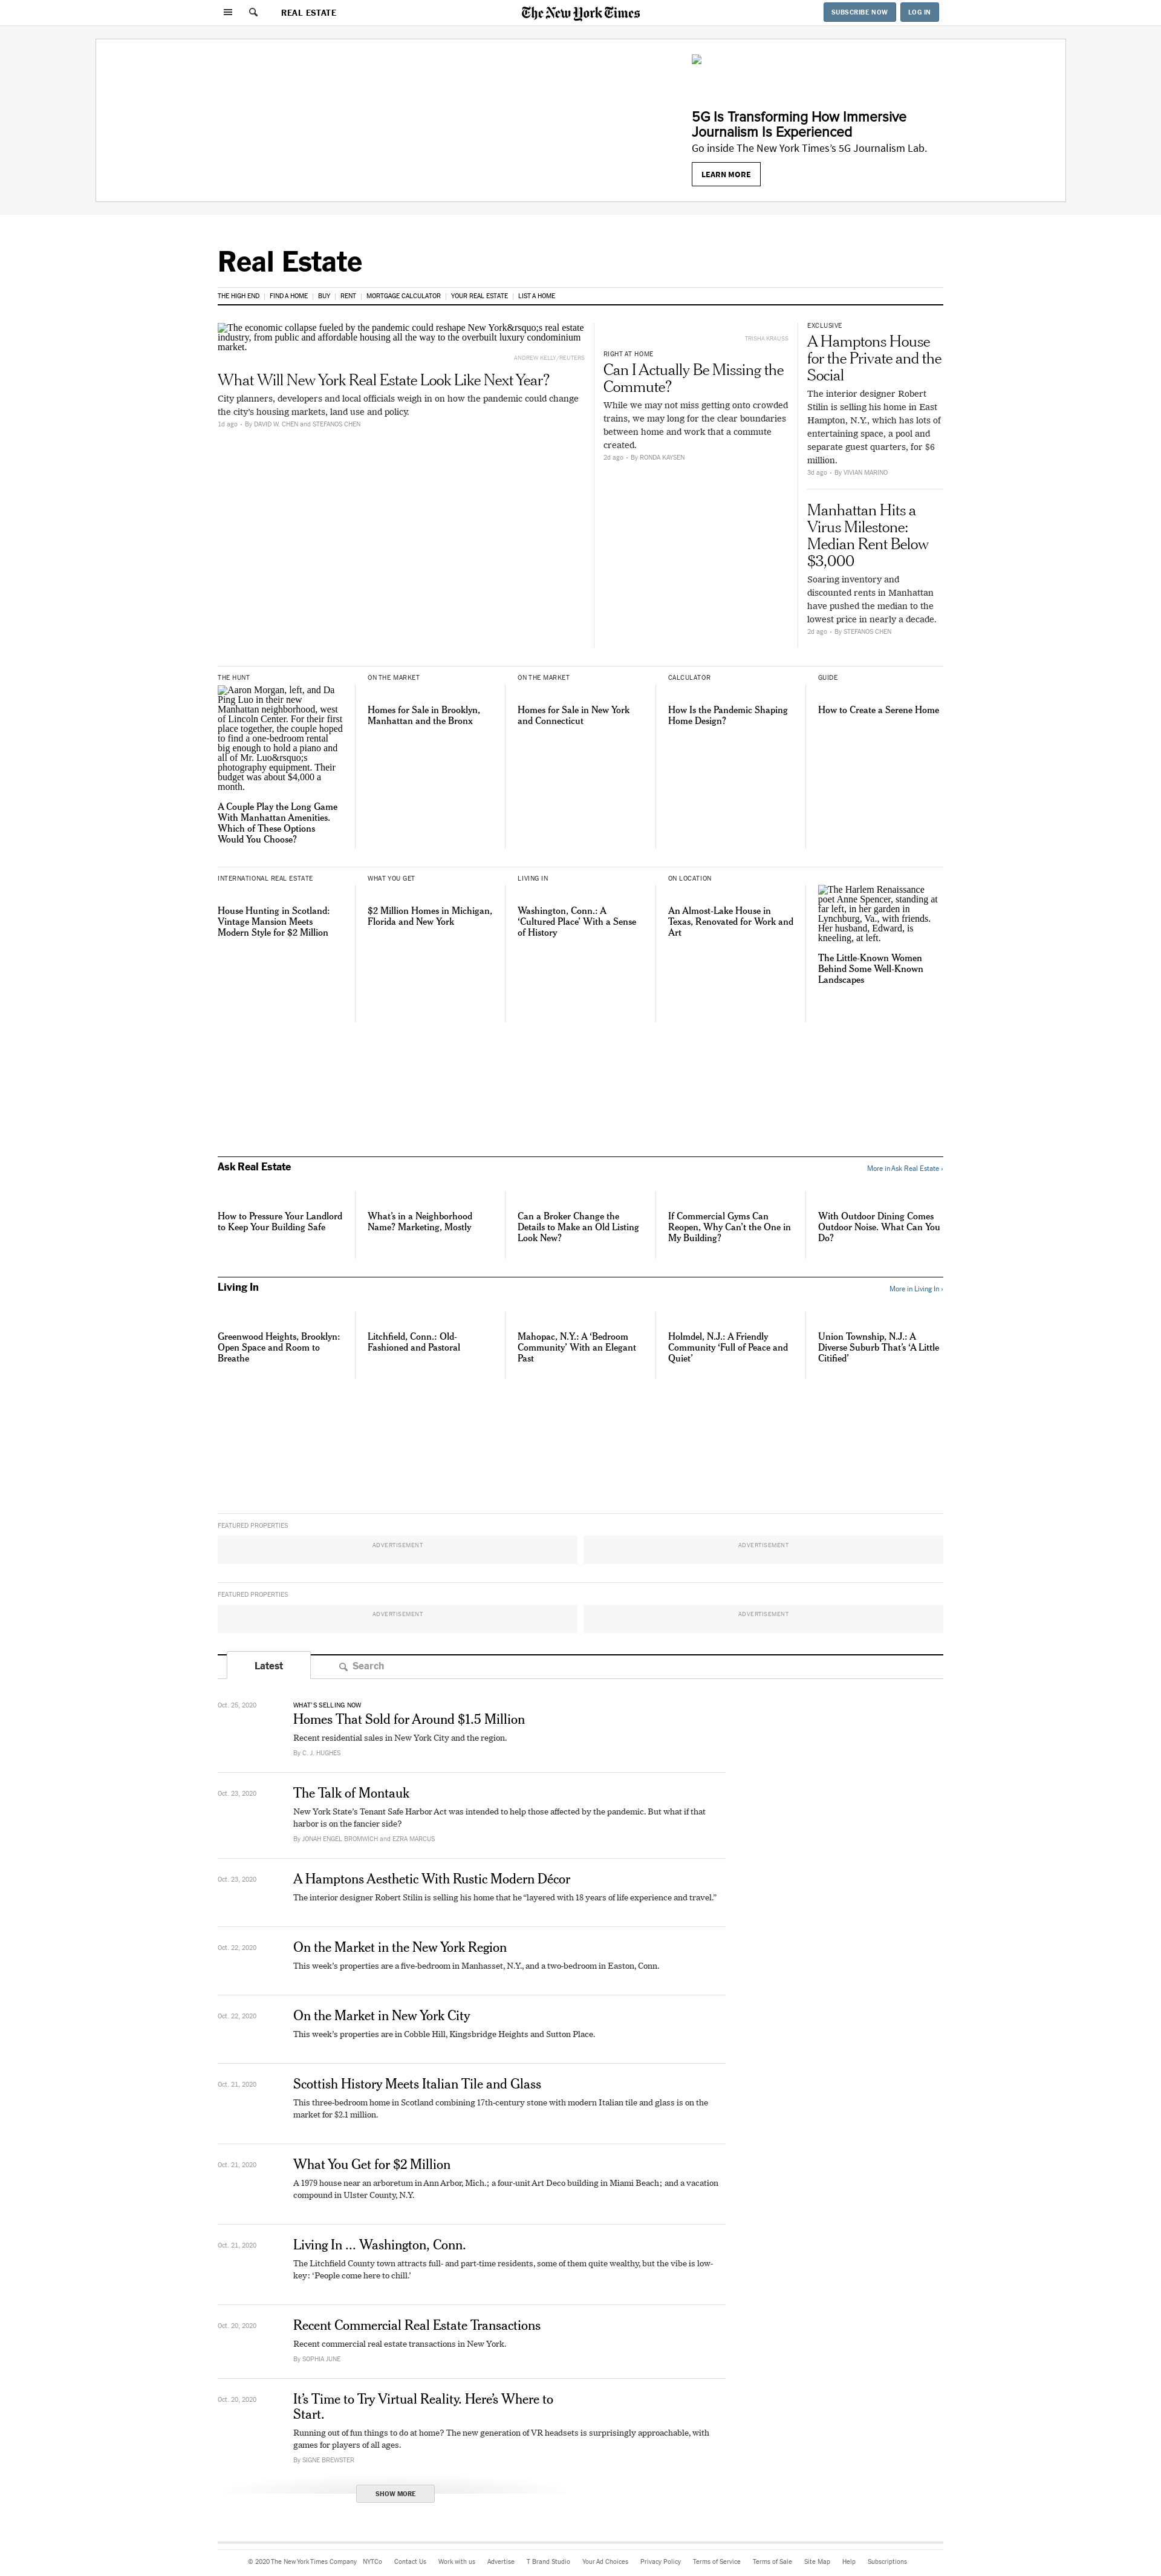 REAL ESTATE
The New York Times
SUBSCRIBE NOW
LOG IN
5G Is Transforming How Immersive
Journalism Is Experienced
Go inside The New York Times's 5G Journalism Lab.
LEARN MORE
Real Estate
THE HIGH END | FIND A HOME | BUY | RENT | MORTGAGE CALCULATOR | YOUR REAL ESTATE | LIST A HOME
The economic collapse fueled by the pandemic could reshape New York&rsquo;s real estate
industry, from public and affordable housing all the way to the overbuilt luxury condominium
market.
ANDREW KELLY/REUTERS
What Will New York Real Estate Look Like Next Year?
City planners, developers and local officials weigh in on how the pandemic could change
the city's housing markets, land use and policy.
1d ago • By DAVID W. CHEN and STEFANOS CHEN
TRISHA KRAUSS
RIGHT AT HOME
Can I Actually Be Missing the
Commute?
While we may not miss getting onto crowded
trains, we may long for the clear boundaries
between home and work that a commute
created.
2d ago • By RONDA KAYSEN
EXCLUSIVE
A Hamptons House
for the Private and the
Social
The interior designer Robert
Stilin is selling his home in East
Hampton, N.Y., which has lots of
entertaining space, a pool and
separate guest quarters, for $6
million.
3d ago • By VIVIAN MARINO
Manhattan Hits a
Virus Milestone:
Median Rent Below
$3,000
Soaring inventory and
discounted rents in Manhattan
have pushed the median to the
lowest price in nearly a decade.
2d ago • By STEFANOS CHEN
THE HUNT
Aaron Morgan, left, and Da
Ping Luo in their new
Manhattan neighborhood, west
of Lincoln Center. For their first
place together, the couple hoped
to find a one-bedroom rental
big enough to hold a piano and
all of Mr. Luo&rsquo;s
photography equipment. Their
budget was about $4,000 a
month.
A Couple Play the Long Game
With Manhattan Amenities.
Which of These Options
Would You Choose?
ON THE MARKET
Homes for Sale in Brooklyn,
Manhattan and the Bronx
ON THE MARKET
Homes for Sale in New York
and Connecticut
CALCULATOR
How Is the Pandemic Shaping
Home Design?
GUIDE
How to Create a Serene Home
INTERNATIONAL REAL ESTATE
House Hunting in Scotland:
Vintage Mansion Meets
Modern Style for $2 Million
WHAT YOU GET
$2 Million Homes in Michigan,
Florida and New York
LIVING IN
Washington, Conn.: A
‘Cultured Place’ With a Sense
of History
ON LOCATION
An Almost-Lake House in
Texas, Renovated for Work and
Art
The Harlem Renaissance
poet Anne Spencer, standing at
far left, in her garden in
Lynchburg, Va., with friends.
Her husband, Edward, is
kneeling, at left.
The Little-Known Women
Behind Some Well-Known
Landscapes
Ask Real Estate
More in Ask Real Estate ›
How to Pressure Your Landlord
to Keep Your Building Safe
What's in a Neighborhood
Name? Marketing, Mostly
Can a Broker Change the
Details to Make an Old Listing
Look New?
If Commercial Gyms Can
Reopen, Why Can't the One in
My Building?
With Outdoor Dining Comes
Outdoor Noise. What Can You
Do?
Living In
More in Living In ›
Greenwood Heights, Brooklyn:
Open Space and Room to
Breathe
Litchfield, Conn.: Old-
Fashioned and Pastoral
Mahopac, N.Y.: A ‘Bedroom
Community’ With an Elegant
Past
Holmdel, N.J.: A Friendly
Community ‘Full of Peace and
Quiet’
Union Township, N.J.: A
Diverse Suburb That's ‘A Little
Citified’
FEATURED PROPERTIES
ADVERTISEMENT
ADVERTISEMENT
FEATURED PROPERTIES
ADVERTISEMENT
ADVERTISEMENT
Latest
Search
Oct. 25, 2020
WHAT'S SELLING NOW
Homes That Sold for Around $1.5 Million
Recent residential sales in New York City and the region.
By C. J. HUGHES
Oct. 23, 2020
The Talk of Montauk
New York State's Tenant Safe Harbor Act was intended to help those affected by the pandemic. But what if that
harbor is on the fancier side?
By JONAH ENGEL BROMWICH and EZRA MARCUS
Oct. 23, 2020
A Hamptons Aesthetic With Rustic Modern Décor
The interior designer Robert Stilin is selling his home that he “layered with 18 years of life experience and travel.”
Oct. 22, 2020
On the Market in the New York Region
This week's properties are a five-bedroom in Manhasset, N.Y., and a two-bedroom in Easton, Conn.
Oct. 22, 2020
On the Market in New York City
This week's properties are in Cobble Hill, Kingsbridge Heights and Sutton Place.
Oct. 21, 2020
Scottish History Meets Italian Tile and Glass
This three-bedroom home in Scotland combining 17th-century stone with modern Italian tile and glass is on the
market for $2.1 million.
Oct. 21, 2020
What You Get for $2 Million
A 1979 house near an arboretum in Ann Arbor, Mich.; a four-unit Art Deco building in Miami Beach; and a vacation
compound in Ulster County, N.Y.
Oct. 21, 2020
Living In ... Washington, Conn.
The Litchfield County town attracts full- and part-time residents, some of them quite wealthy, but the vibe is low-
key: ‘People come here to chill.’
Oct. 20, 2020
Recent Commercial Real Estate Transactions
Recent commercial real estate transactions in New York.
By SOPHIA JUNE
Oct. 20, 2020
It's Time to Try Virtual Reality. Here's Where to
Start.
Running out of fun things to do at home? The new generation of VR headsets is surprisingly approachable, with
games for players of all ages.
By SIGNE BREWSTER
SHOW MORE
© 2020 The New York Times Company NYTCo Contact Us Work with us Advertise T Brand Studio Your Ad Choices Privacy Policy Terms of Service Terms of Sale Site Map Help Subscriptions